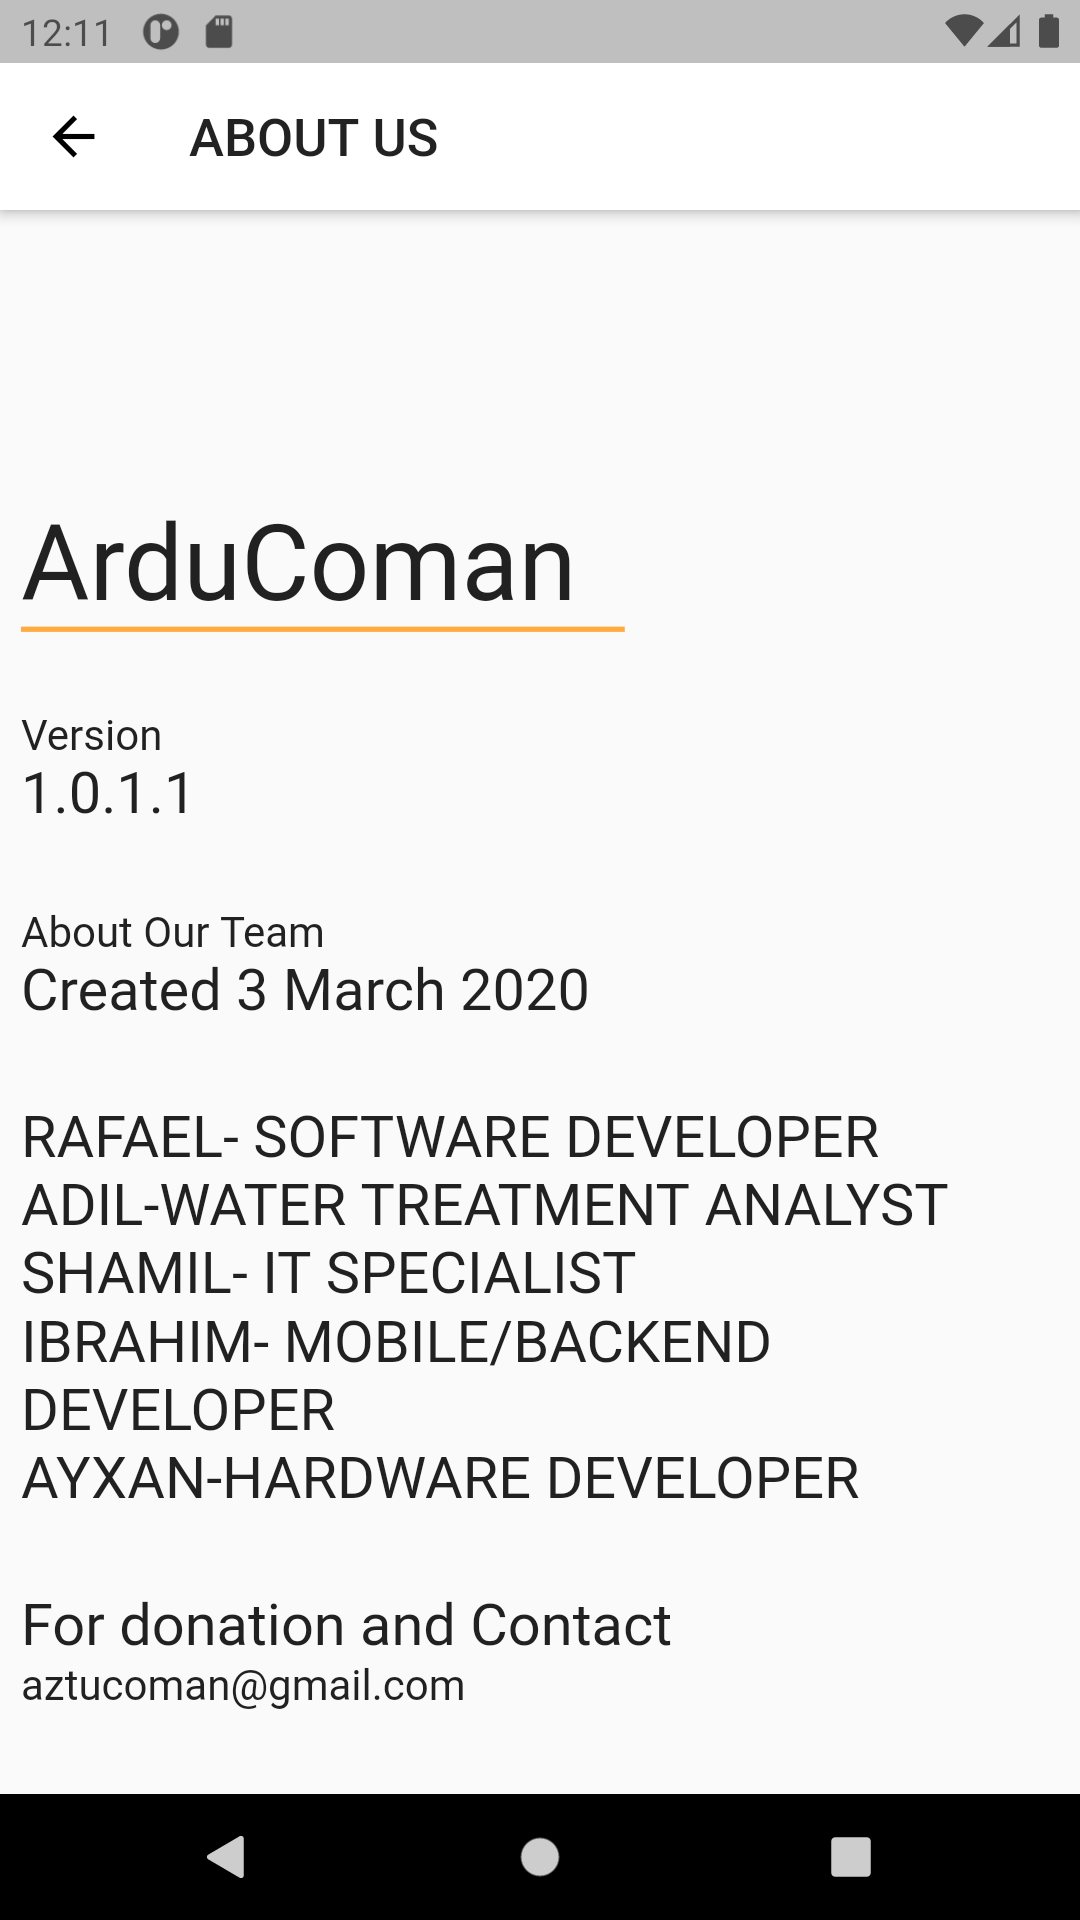 12:11
ABOUT US
ArduComan
Version
1.0.1.1
About Our Team
Created 3 March 2020
RAFAEL- SOFTWARE DEVELOPER
ADIL-WATER TREATMENT ANALYST
SHAMIL- IT SPECIALIST
IBRAHIM- MOBILE/BACKEND
DEVELOPER
AYXAN-HARDWARE DEVELOPER
For donation and Contact
aztucoman@gmail.com